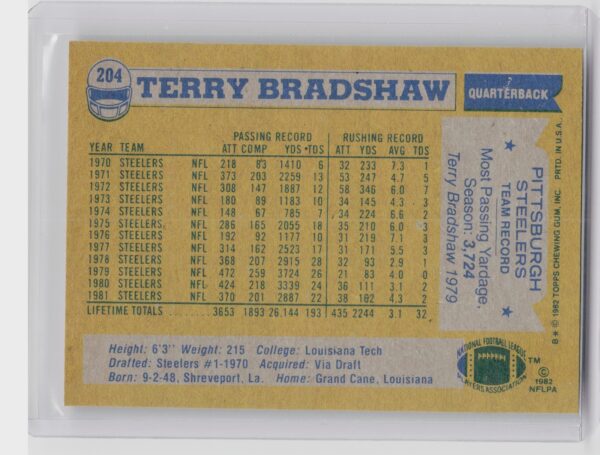 204
TERRY BRADSHAW
QUARTERBACK
PASSING RECORD RUSHING RECORD
YEAR TEAM ATT COMP YDS TDS ATT YDS AVG TDS
1970 STEELERS NFL 218 83 1410 6 32 233 7.3 1
1971 STEELERS NFL 373 203 2259 13 53 247 4.7 5
1972 STEELERS NFL 308 147 1887 12 58 346 6.0 7
1973 STEELERS NFL 180 89 1183 10 34 145 4.3 3
1974 STEELERS NFL 148 67 785 7 34 224 6.6 2
1975 STEELERS NFL 286 165 2055 18 35 210 6.0 3
1976 STEELERS NFL 192 92 1177 10 31 219 7.1 3
1977 STEELERS NFL 314 162 2523 17 31 171 5.5 3
1978 STEELERS NFL 368 207 2915 28 32 93 2.9 1
1979 STEELERS NFL 472 259 3724 26 21 83 4.0 0
1980 STEELERS NFL 424 218 3339 24 36 111 3.1 2
1981 STEELERS NFL 370 201 2887 22 38 162 4.3 2
LIFETIME TOTALS 3653 1893 26,144 193 435 2244 3.1 32
PITTSBURGH
STEELERS
TEAM RECORD
Most Passing Yardage,
Season: 3,724
Terry Bradshaw 1979
B* © 1982 TOPPS CHEWING GUM, INC. PRTD. IN U.S.A.
Height: 6'3" Weight: 215 College: Louisiana Tech
Drafted: Steelers #1-1970 Acquired: Via Draft
Born: 9-2-48, Shreveport, La. Home: Grand Cane, Louisiana
NATIONAL FOOTBALL LEAGUE
PLAYERS ASSOCIATION
TM
©
1982
NFLPA